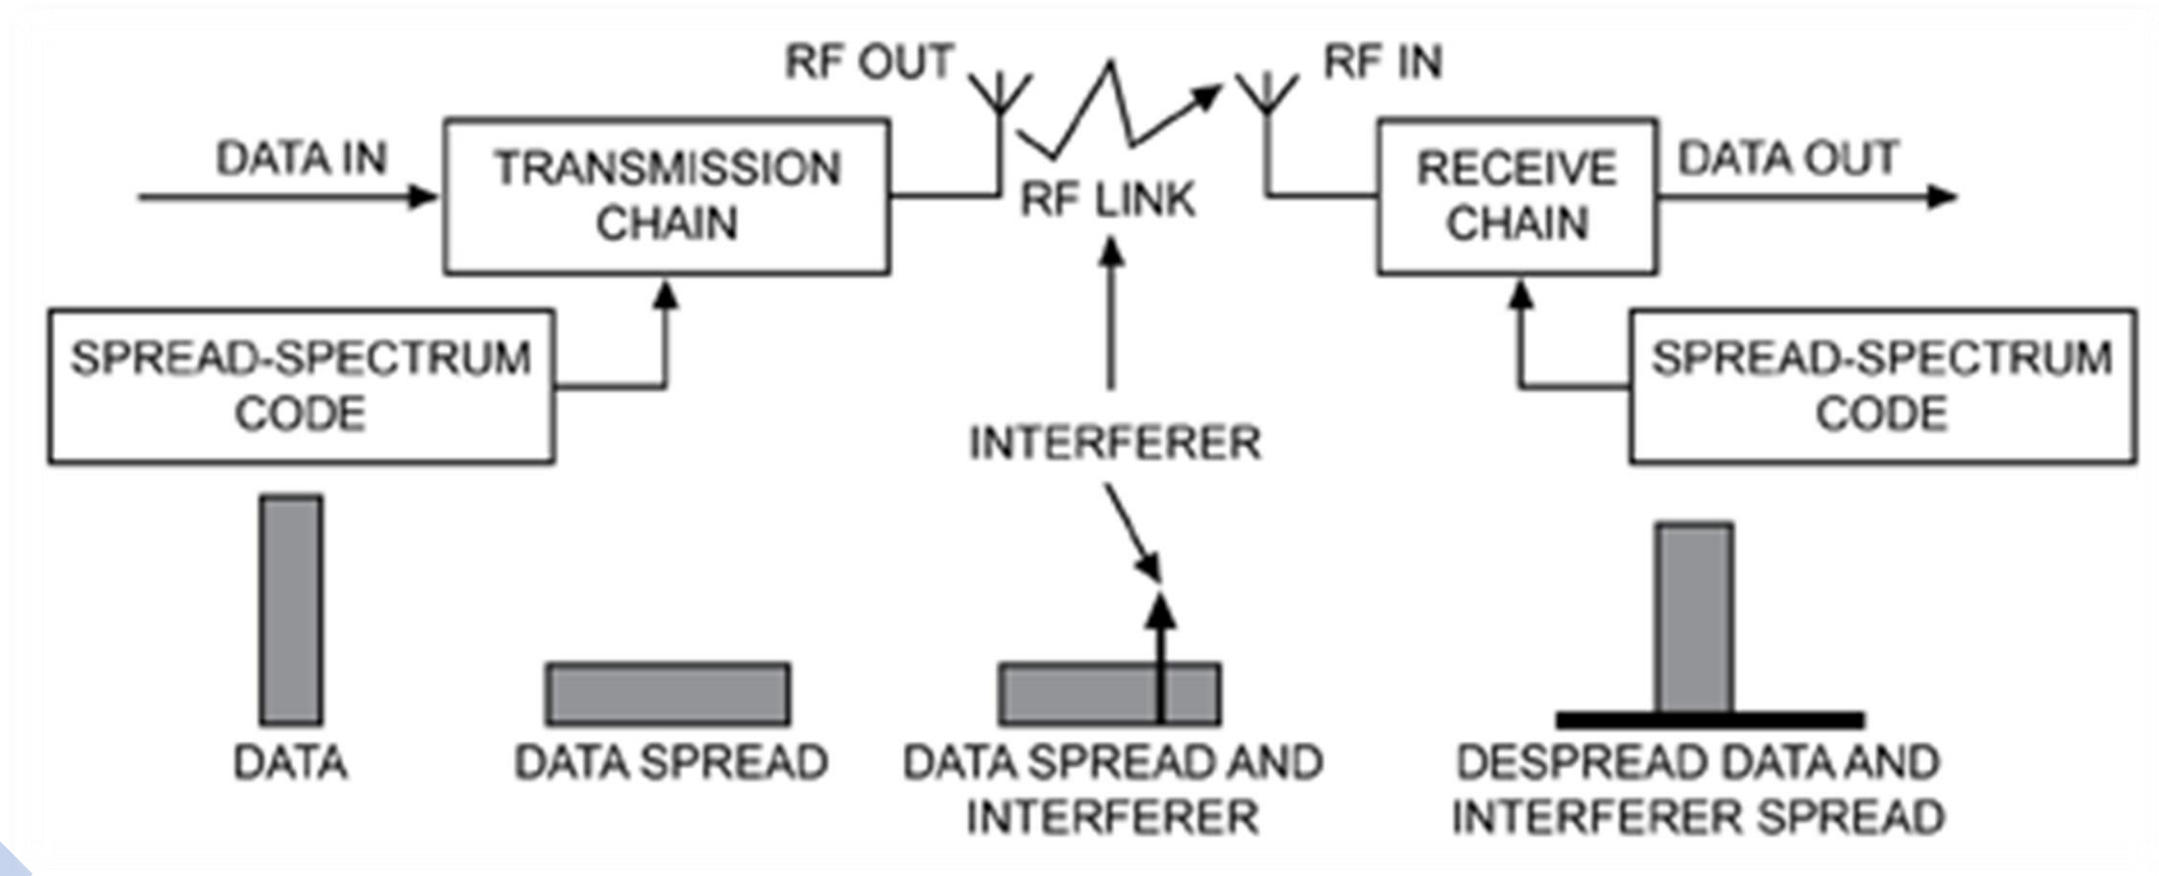 RF OUT
RF IN
DATA IN
TRANSMISSION
CHAIN
RF LINK
RECEIVE
CHAIN
DATA OUT
SPREAD-SPECTRUM
CODE
INTERFERER
SPREAD-SPECTRUM
CODE
DATA
DATA SPREAD
DATA SPREAD AND
INTERFERER
DESPREAD DATA AND
INTERFERER SPREAD